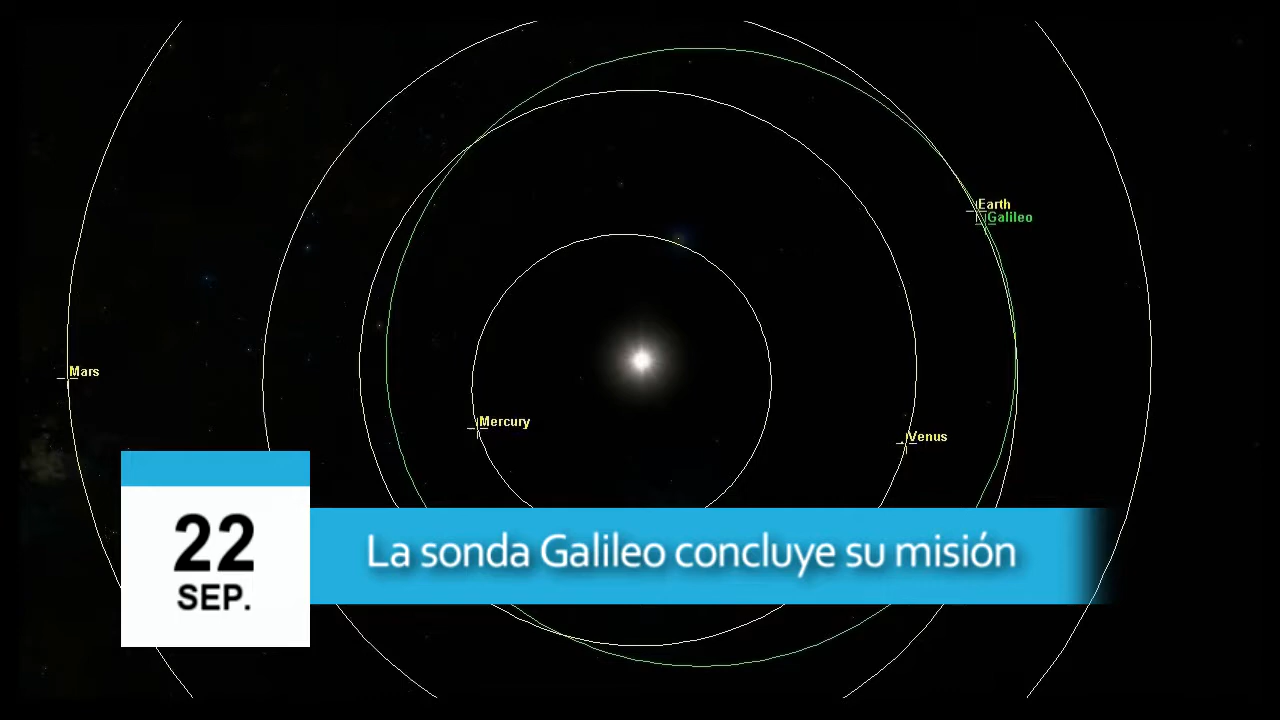 Earth
Galileo
Mars
Mercury
Venus
22
SEP.
La sonda Galileo concluye su misión